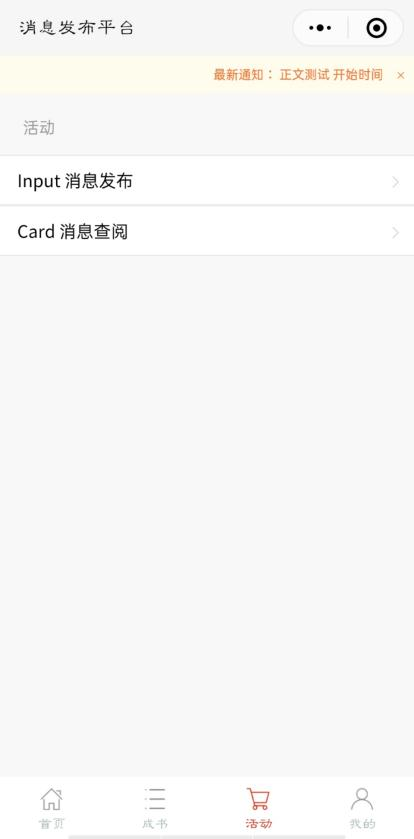 消息发布平台
最新通知： 正文测试 开始时间 ×
活动
Input 消息发布
Card 消息查阅
首页 成书 活动 我的